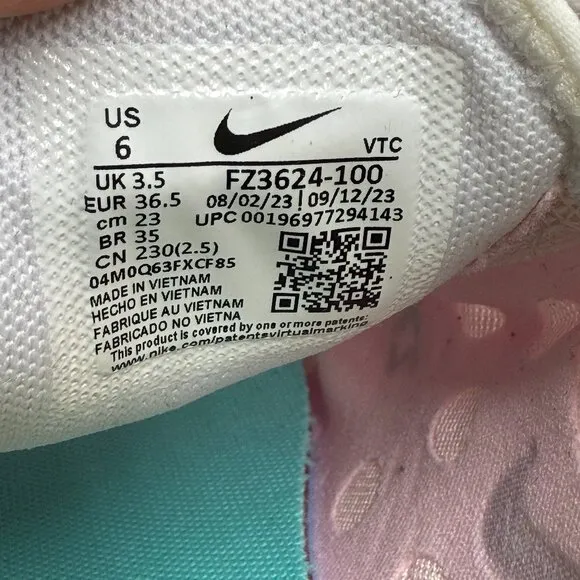 US
6
VTC
UK 3.5 FZ3624-100
EUR 36.5 08/02/23 | 09/12/23
cm 23 UPC 00196977294143
BR 35
CN 230(2.5)
04M0Q63FXCF85
MADE IN VIETNAM
HECHO EN VIETNAM
FABRIQUE AU VIETNAM
FABRICADO NO VIETNA
This product is covered by one or more patents:
www.nike.com/patentsvirtualmarking